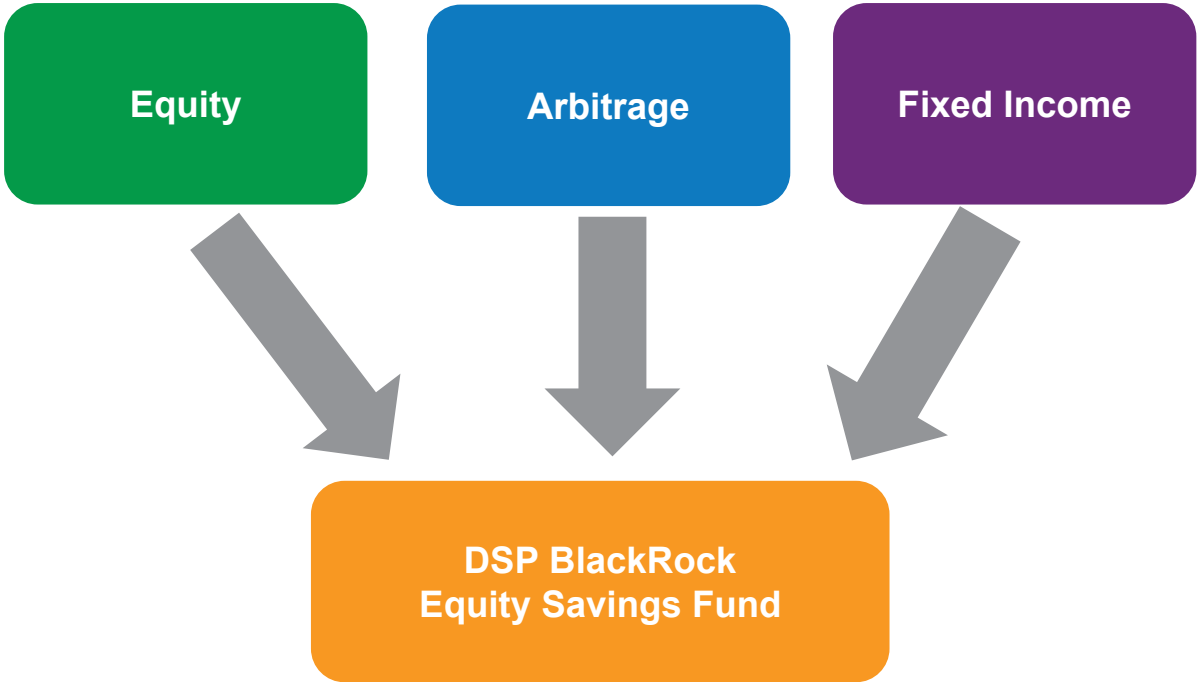 Equity
Arbitrage
Fixed Income
DSP BlackRock
Equity Savings Fund